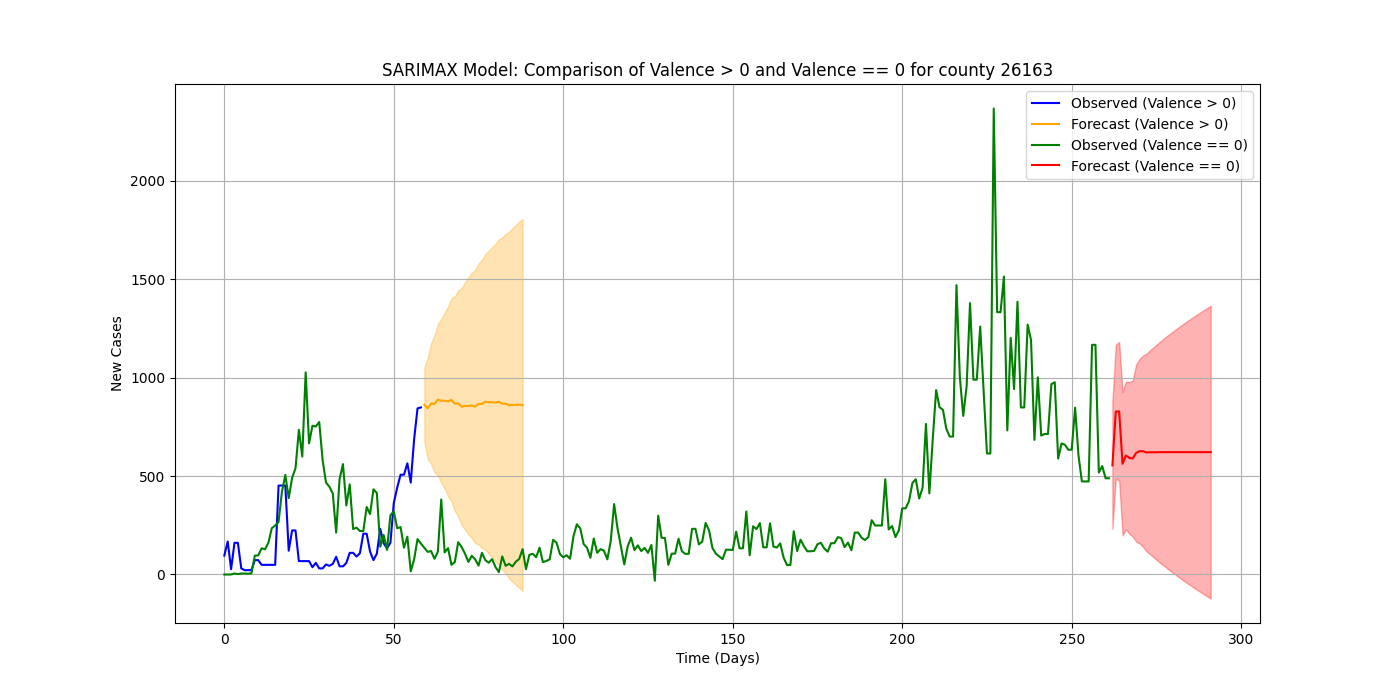 SARIMAX Model: Comparison of Valence > 0 and Valence == 0 for county 26163
Observed (Valence > 0)
Forecast (Valence > 0)
Observed (Valence == 0)
Forecast (Valence == 0)
2000
1500
1000
500
0
New Cases
0 50 100 150 200 250 300
Time (Days)